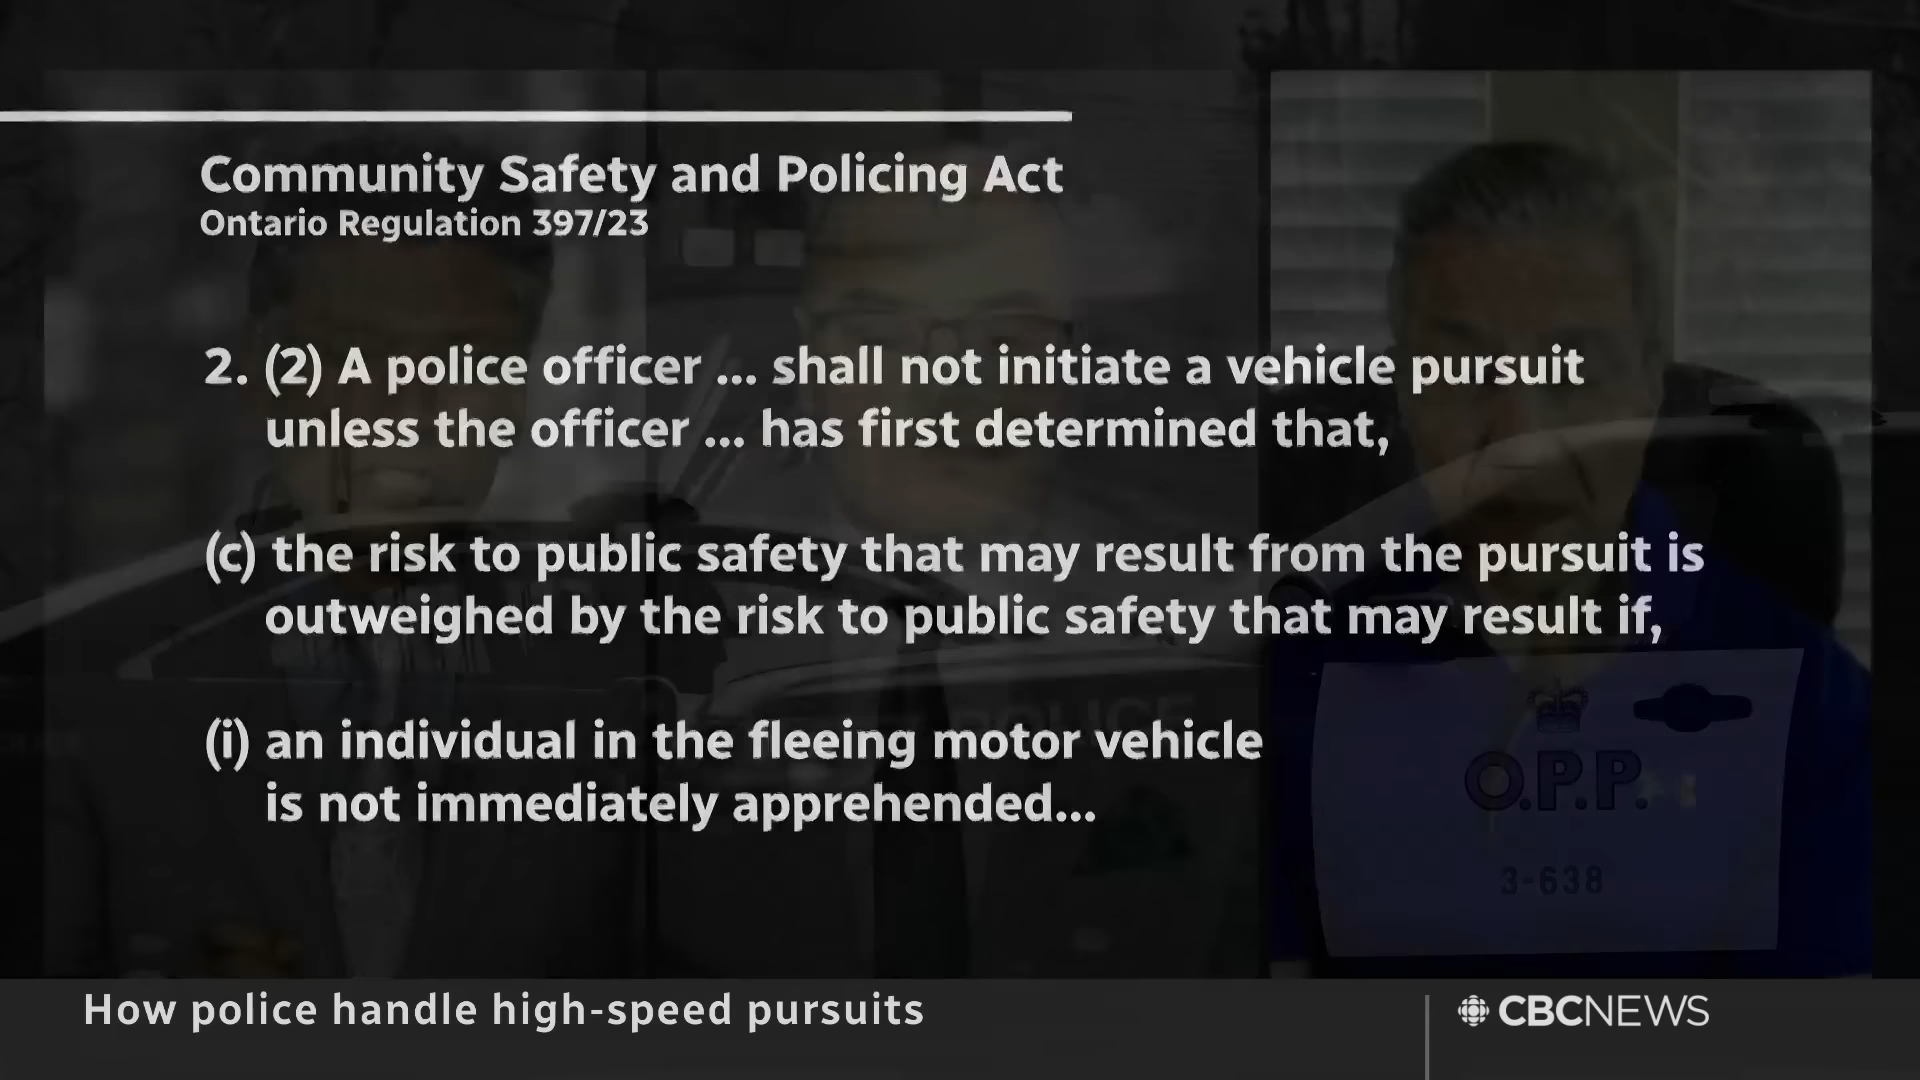 Community Safety and Policing Act
Ontario Regulation 397/23
2. (2) A police officer ... shall not initiate a vehicle pursuit
unless the officer ... has first determined that,
(c) the risk to public safety that may result from the pursuit is
outweighed by the risk to public safety that may result if,
(i) an individual in the fleeing motor vehicle
is not immediately apprehended...
POLICE
O.P.P.
3-638
How police handle high-speed pursuits
CBCNEWS